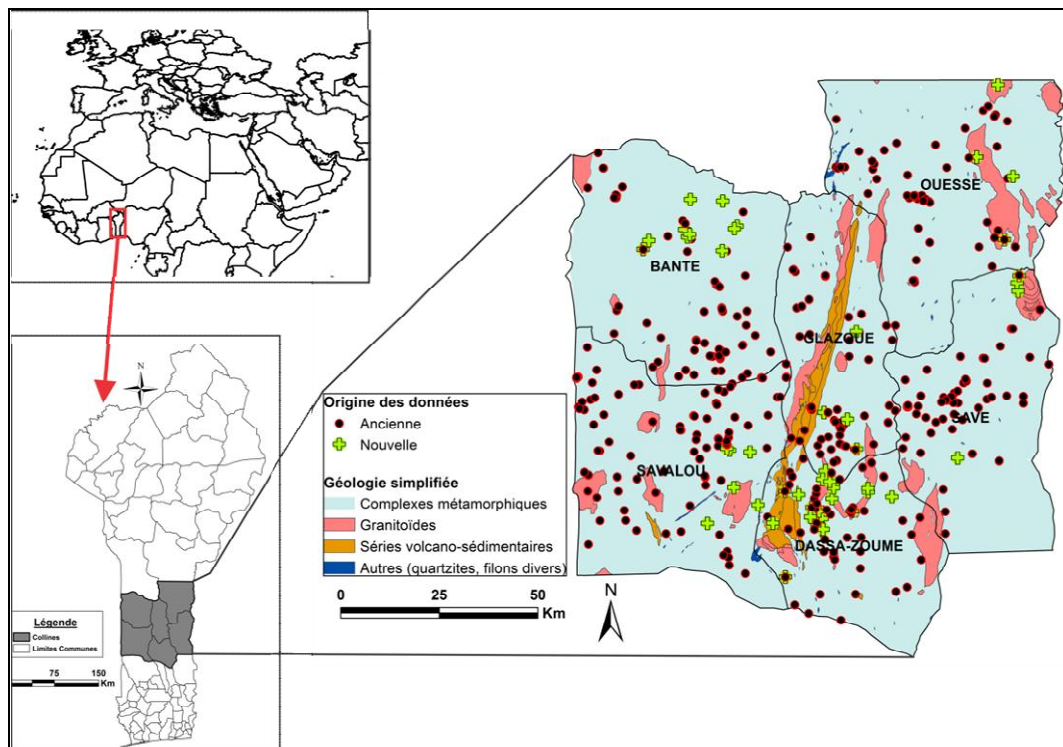 N
Légende
Collines
Limites Communes
75 150
Km
Origine des données
Ancienne
Nouvelle
Géologie simplifiée
Complexes métamorphiques
Granitoïdes
Séries volcano-sédimentaires
Autres (quartzites, filons divers)
0 25 50
Km
N
OUESSE
BANTE
GLAZOUE
SAVE
SAVALOU
DASSA-ZOUME